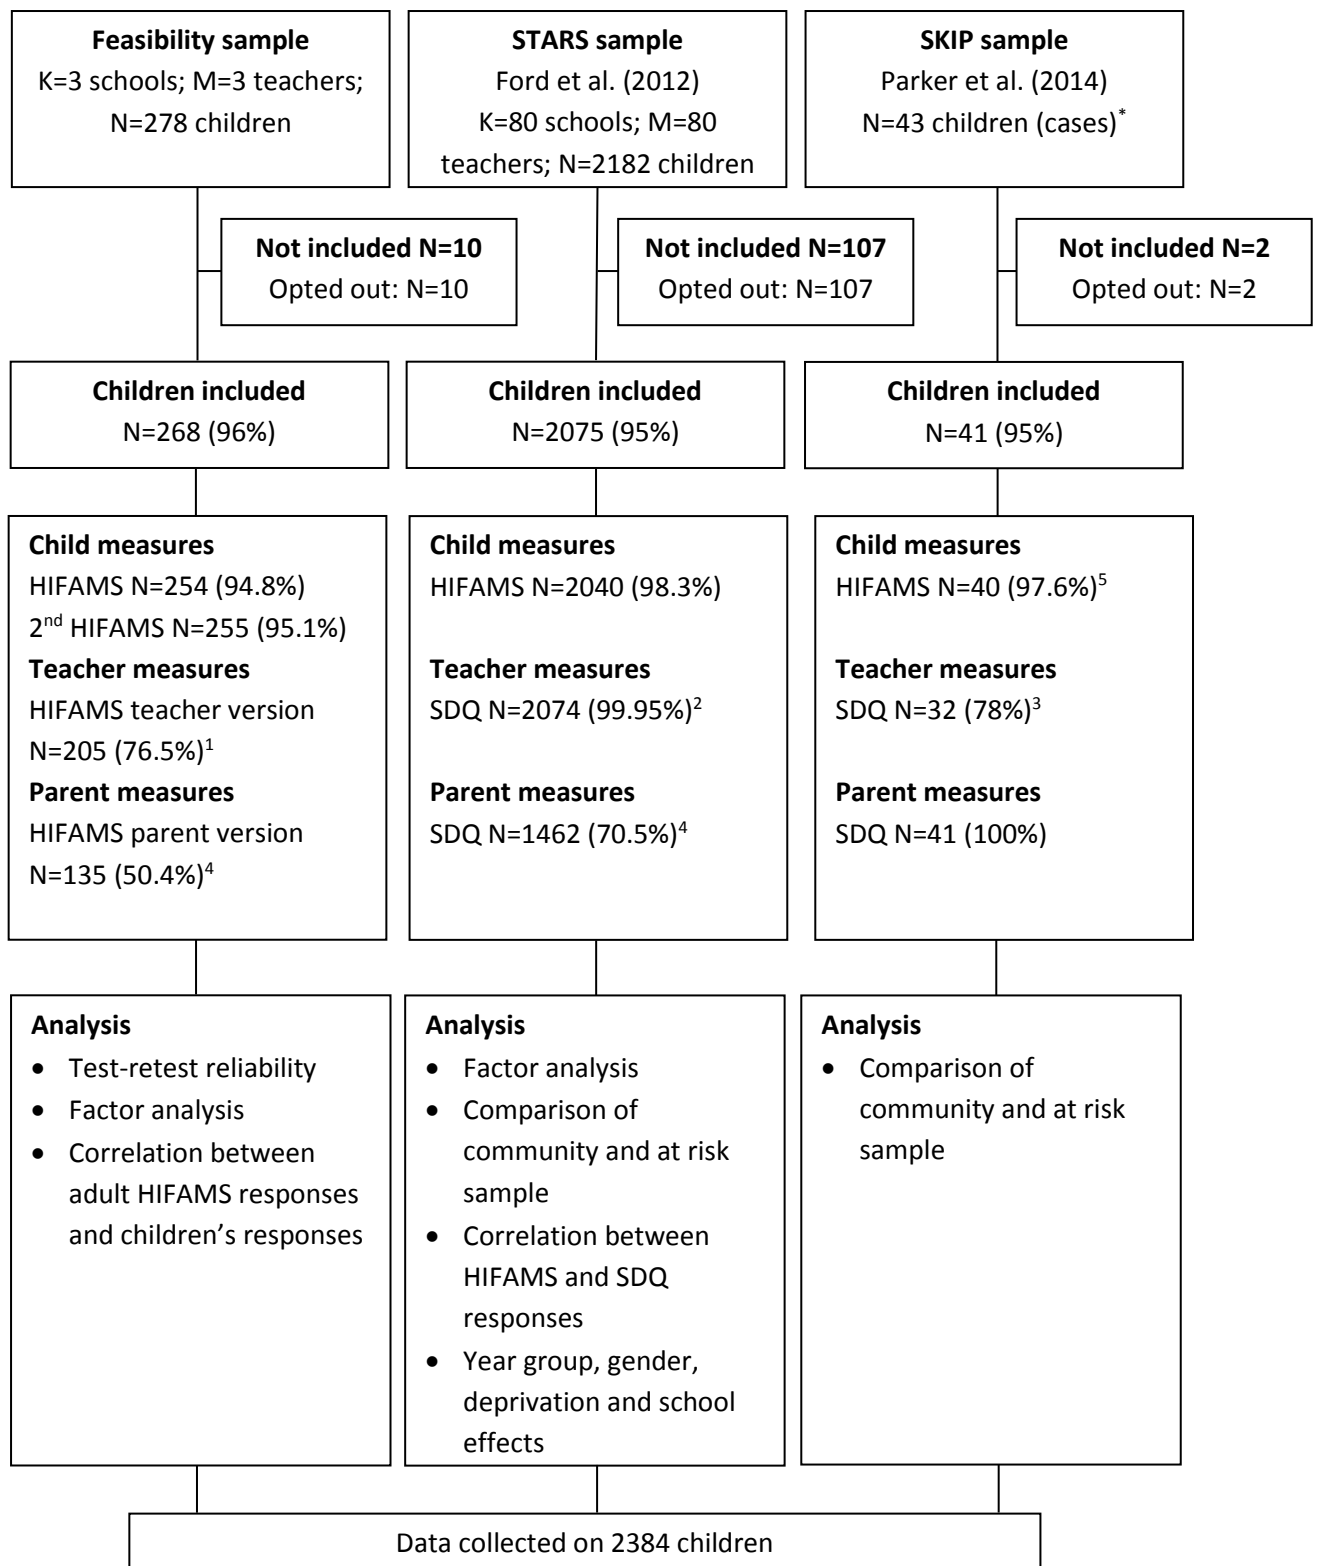 Feasibility sample
K=3 schools; M=3 teachers;
N=278 children
STARS sample
Ford et al. (2012)
K=80 schools; M=80
teachers; N=2182 children
SKIP sample
Parker et al. (2014)
N=43 children (cases)*
Not included N=10
Opted out: N=10
Not included N=107
Opted out: N=107
Not included N=2
Opted out: N=2
Children included
N=268 (96%)
Children included
N=2075 (95%)
Children included
N=41 (95%)
Child measures
HIFAMS N=254 (94.8%)
2nd HIFAMS N=255 (95.1%)
Teacher measures
HIFAMS teacher version
N=205 (76.5%)1
Parent measures
HIFAMS parent version
N=135 (50.4%)4
Child measures
HIFAMS N=2040 (98.3%)
Teacher measures
SDQ N=2074 (99.95%)2
Parent measures
SDQ N=1462 (70.5%)4
Child measures
HIFAMS N=40 (97.6%)5
Teacher measures
SDQ N=32 (78%)3
Parent measures
SDQ N=41 (100%)
Analysis
• Test-retest reliability
• Factor analysis
• Correlation between
adult HIFAMS responses
and children’s responses
Analysis
• Factor analysis
• Comparison of
community and at risk
sample
• Correlation between
HIFAMS and SDQ
responses
• Year group, gender,
deprivation and school
effects
Analysis
• Comparison of
community and at risk
sample
Data collected on 2384 children